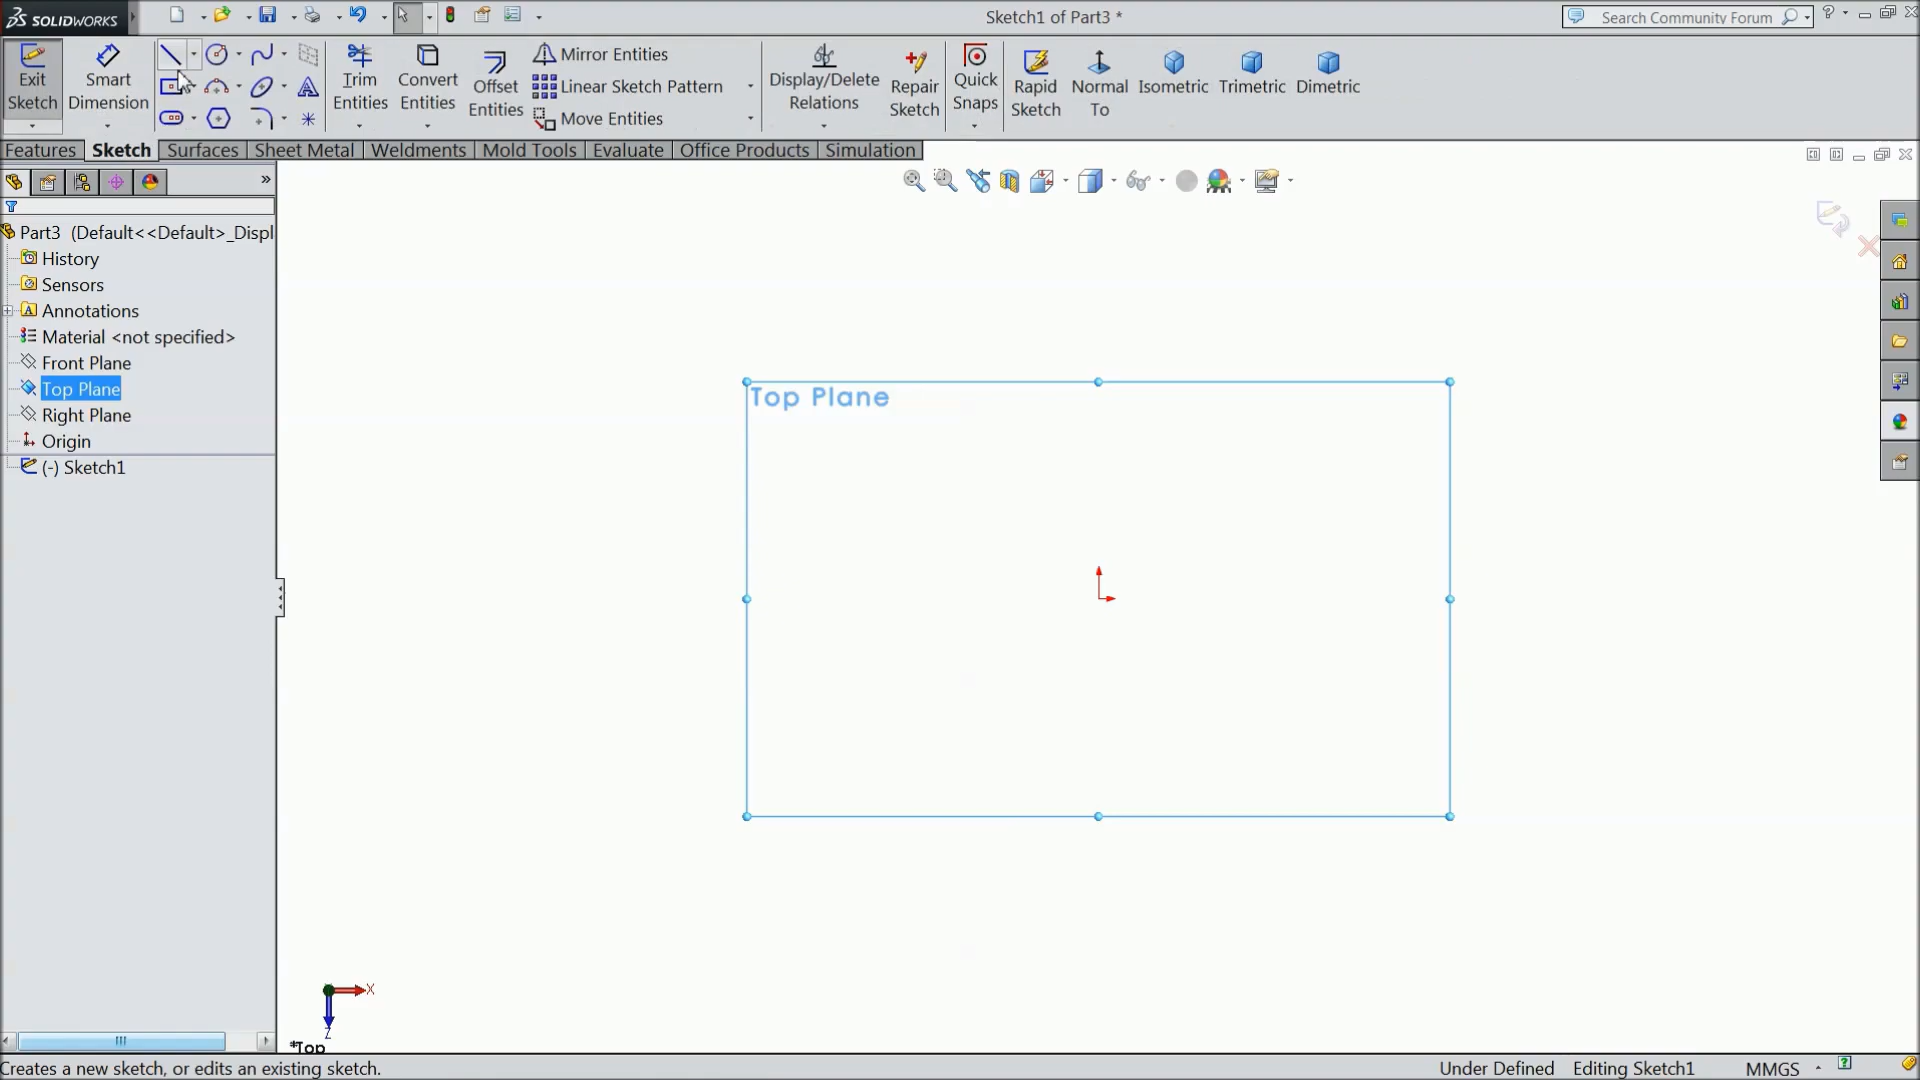 SOLIDWORKS
Sketch1 of Part3 *
Search Community Forum
Exit Sketch
Smart Dimension
Trim Entities
Convert Entities
Offset Entities
Mirror Entities
Linear Sketch Pattern
Move Entities
Display/Delete Relations
Repair Sketch
Quick Snaps
Rapid Sketch
Normal To
Isometric
Trimetric
Dimetric
Features Sketch Surfaces Sheet Metal Weldments Mold Tools Evaluate Office Products Simulation
Part3 (Default<<Default>_Displ
History
Sensors
Annotations
Material <not specified>
Front Plane
Top Plane
Right Plane
Origin
(-) Sketch1
Top Plane
X
Z
*Top
Creates a new sketch, or edits an existing sketch.
Under Defined Editing Sketch1 MMGS